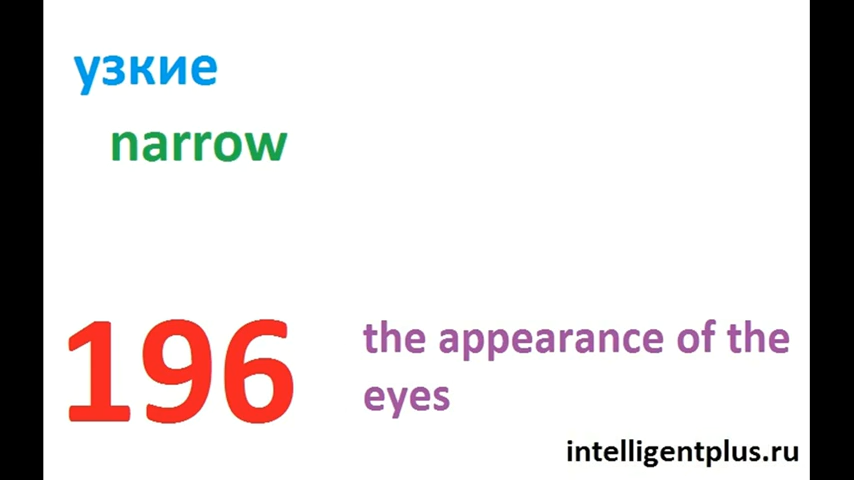 узкие
narrow
196
the appearance of the
eyes
intelligentplus.ru